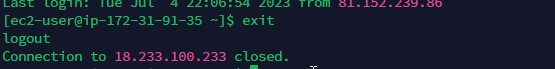 Last login: Tue Jul  4 22:06:54 2023 from 81.152.239.86
[ec2-user@ip-172-31-91-35 ~]$ exit
logout
Connection to 18.233.100.233 closed.